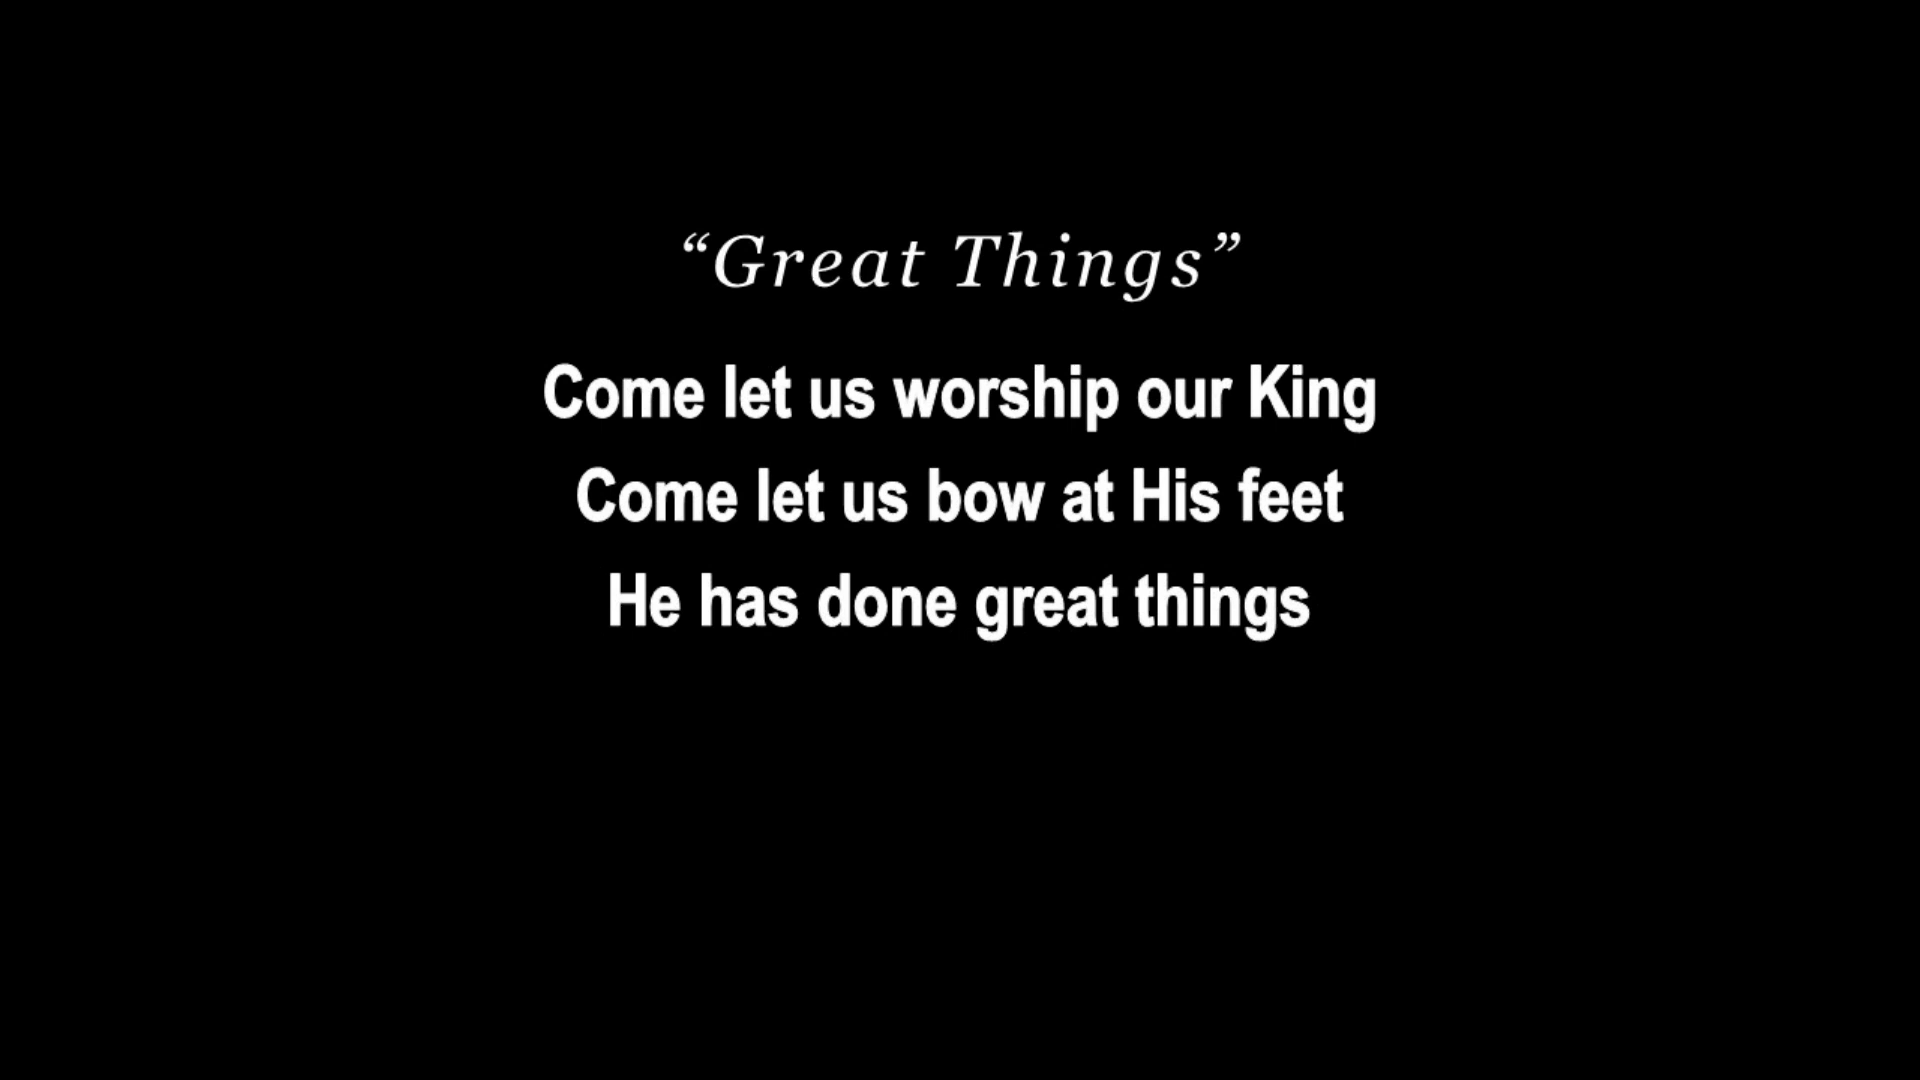 “Great Things”
Come let us worship our King
Come let us bow at His feet
He has done great things